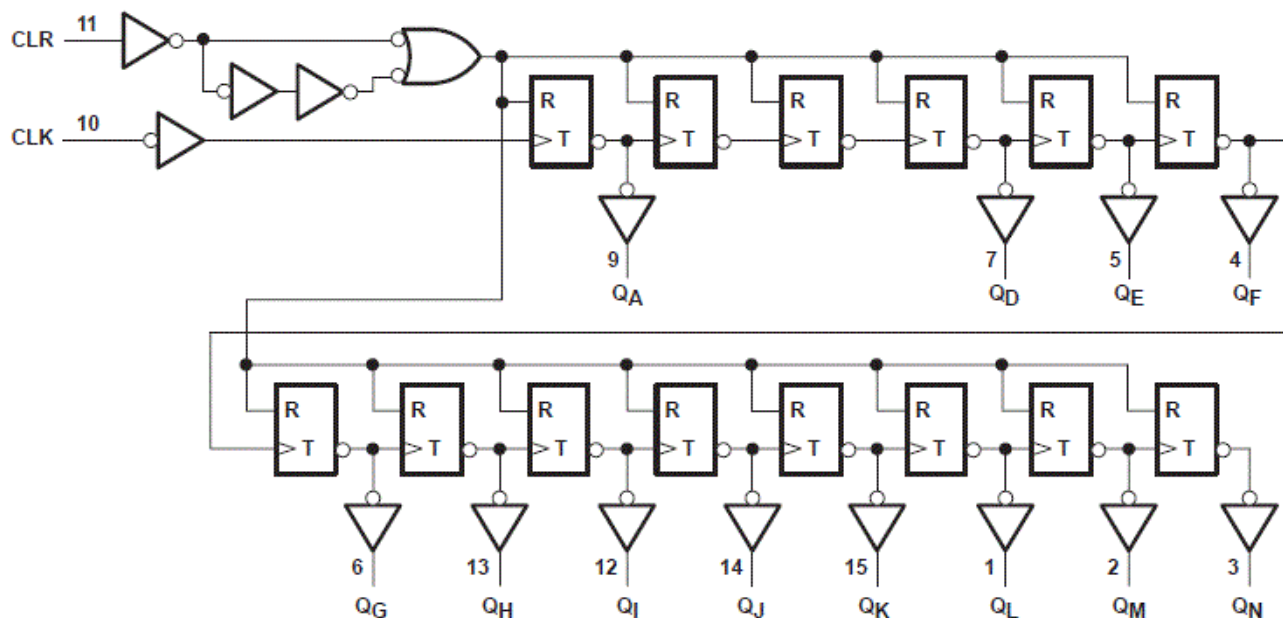 CLR 11
R R R R R R
CLK 10
T T T T T T
9 7 5 4
QA QD QE QF
R R R R R R R R
T T T T T T T T
6 13 12 14 15 1 2 3
QG QH QI QJ QK QL QM QN